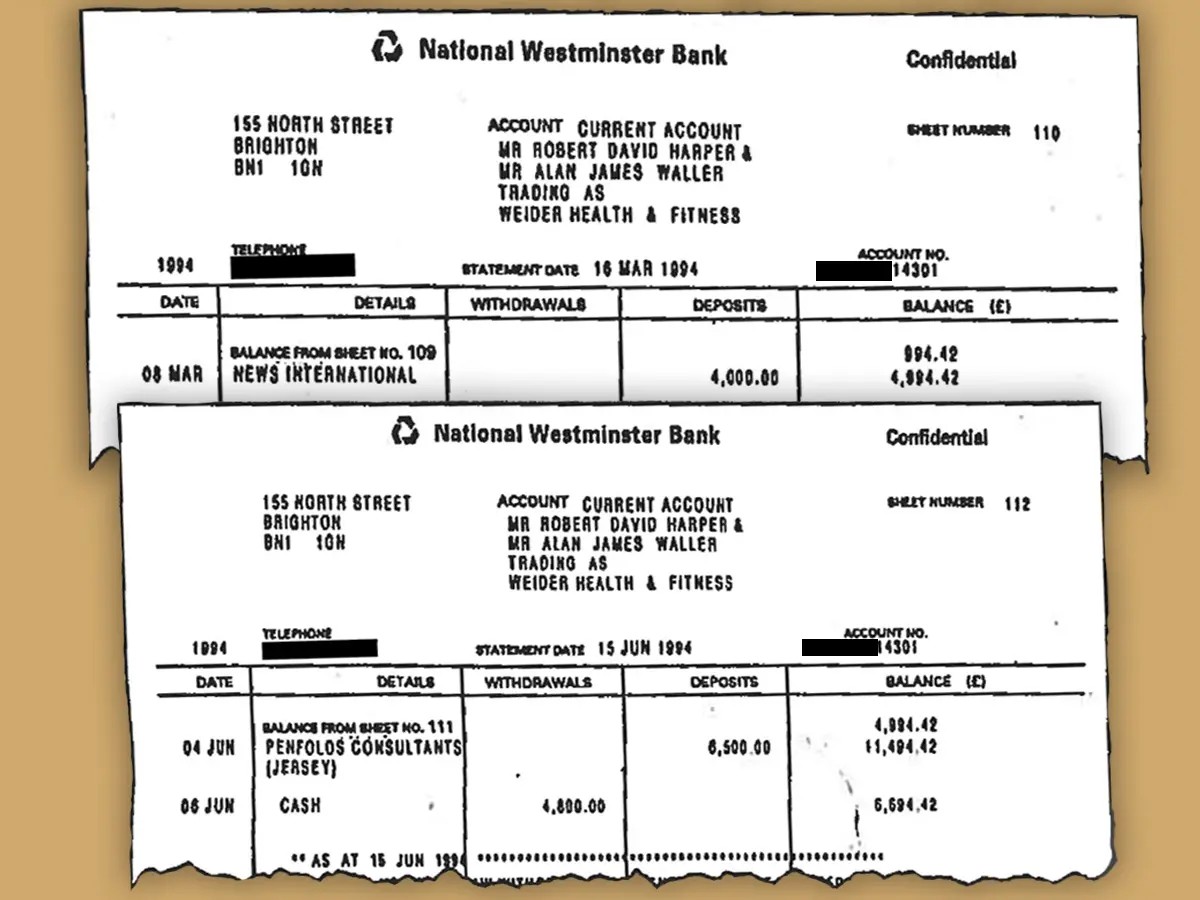 National Westminster Bank
Confidential
155 NORTH STREET
BRIGHTON
BN1 1GN
ACCOUNT CURRENT ACCOUNT
MR ROBERT DAVID HARPER &
MR ALAN JAMES WALLER
TRADING AS
WEIDER HEALTH & FITNESS
SHEET NUMBER 110
1994
TELEPHONE
STATEMENT DATE 16 MAR 1994
ACCOUNT NO.
14301
DATE DETAILS WITHDRAWALS DEPOSITS BALANCE (£)
BALANCE FROM SHEET NO. 109 994.42
08 MAR NEWS INTERNATIONAL 4,000.00 4,994.42
National Westminster Bank
Confidential
155 NORTH STREET
BRIGHTON
BN1 1GN
ACCOUNT CURRENT ACCOUNT
MR ROBERT DAVID HARPER &
MR ALAN JAMES WALLER
TRADING AS
WEIDER HEALTH & FITNESS
SHEET NUMBER 112
1994
TELEPHONE
STATEMENT DATE 15 JUN 1994
ACCOUNT NO.
14301
DATE DETAILS WITHDRAWALS DEPOSITS BALANCE (£)
BALANCE FROM SHEET NO. 111 4,994.42
04 JUN PENFOLDS CONSULTANTS 6,500.00 11,494.42
(JERSEY)
06 JUN CASH 4,800.00 6,694.42
** AS AT 15 JUN 1994